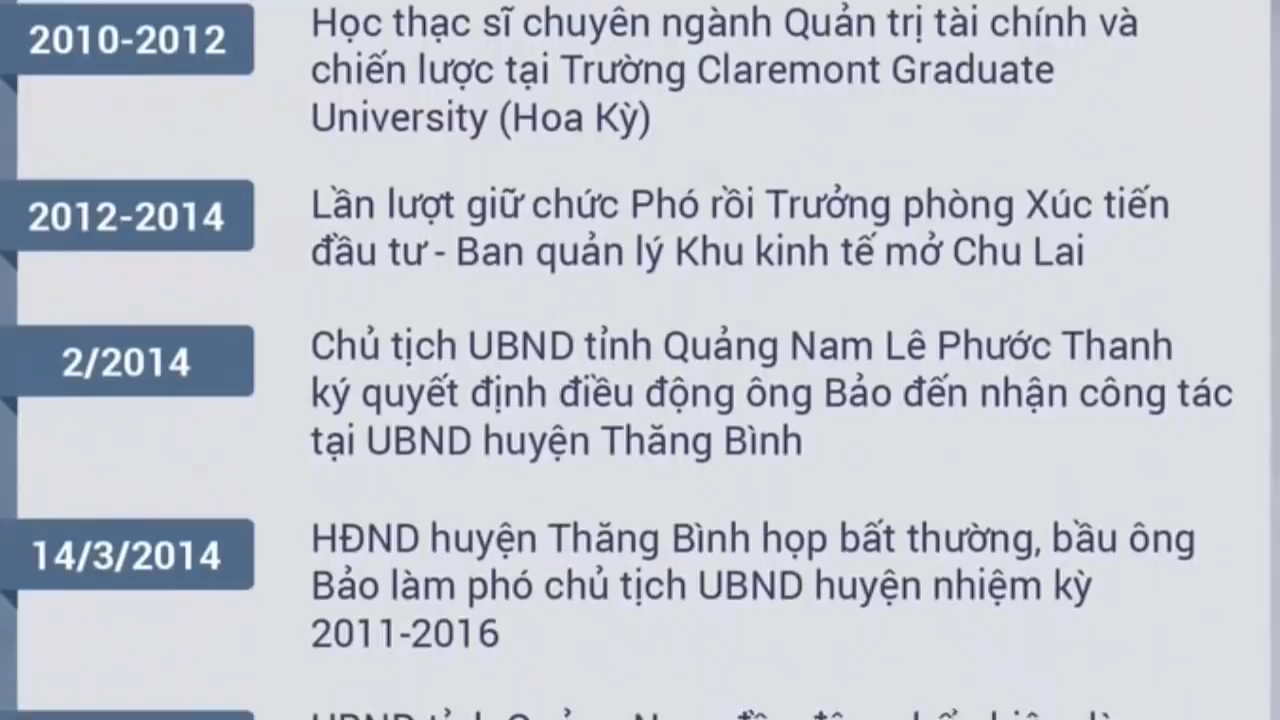 2010-2012
Học thạc sĩ chuyên ngành Quản trị tài chính và
chiến lược tại Trường Claremont Graduate
University (Hoa Kỳ)
2012-2014
Lần lượt giữ chức Phó rồi Trưởng phòng Xúc tiến
đầu tư - Ban quản lý Khu kinh tế mở Chu Lai
2/2014
Chủ tịch UBND tỉnh Quảng Nam Lê Phước Thanh
ký quyết định điều động ông Bảo đến nhận công tác
tại UBND huyện Thăng Bình
14/3/2014
HĐND huyện Thăng Bình họp bất thường, bầu ông
Bảo làm phó chủ tịch UBND huyện nhiệm kỳ
2011-2016